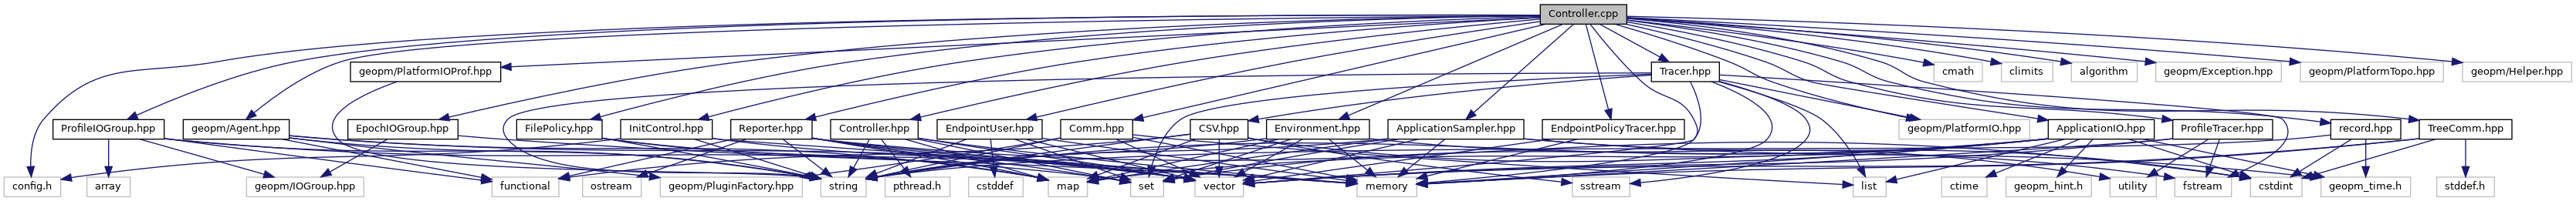 Controller.cpp
geopm/PlatformIOProf.hpp
Tracer.hpp
cmath
climits
algorithm
geopm/Exception.hpp
geopm/PlatformTopo.hpp
geopm/Helper.hpp
ProfileIOGroup.hpp
geopm/Agent.hpp
EpochIOGroup.hpp
FilePolicy.hpp
InitControl.hpp
Reporter.hpp
Controller.hpp
EndpointUser.hpp
Comm.hpp
CSV.hpp
Environment.hpp
ApplicationSampler.hpp
EndpointPolicyTracer.hpp
geopm/PlatformIO.hpp
ApplicationIO.hpp
ProfileTracer.hpp
record.hpp
TreeComm.hpp
config.h
array
geopm/IOGroup.hpp
functional
ostream
geopm/PluginFactory.hpp
string
pthread.h
cstddef
map
set
vector
memory
sstream
list
ctime
geopm_hint.h
utility
fstream
cstdint
geopm_time.h
stddef.h